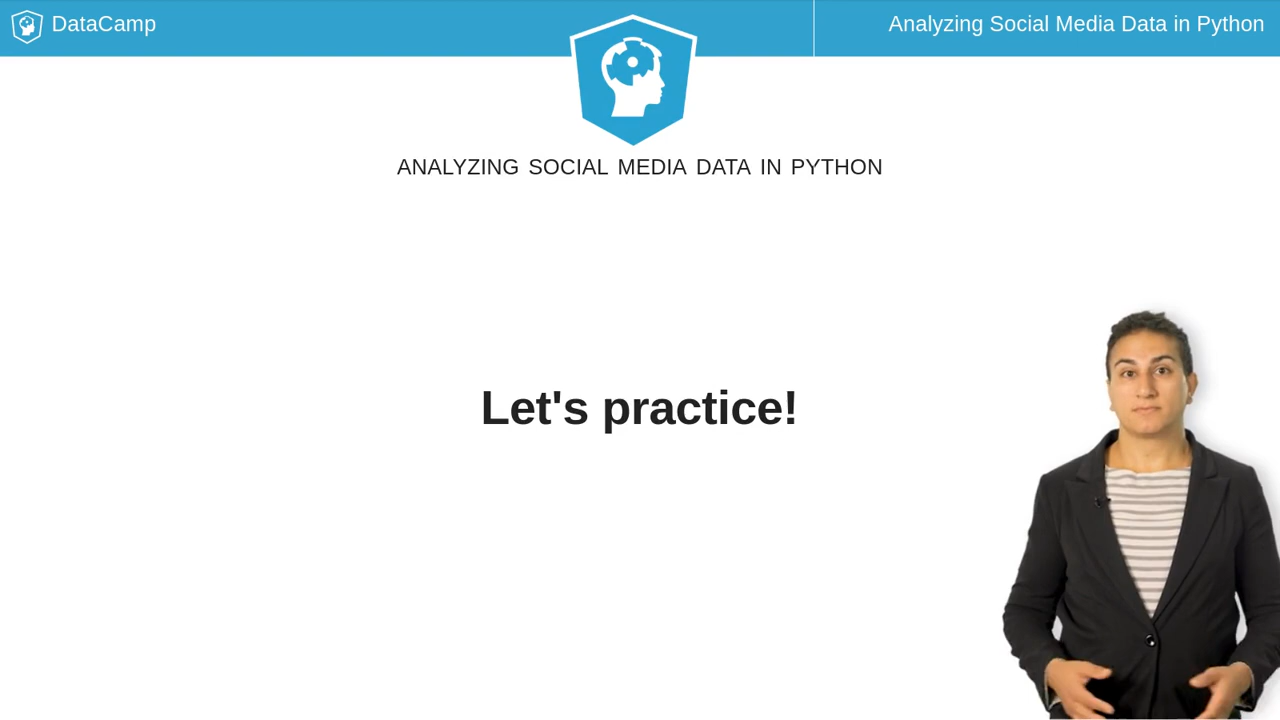 DataCamp
Analyzing Social Media Data in Python
ANALYZING SOCIAL MEDIA DATA IN PYTHON
Let's practice!